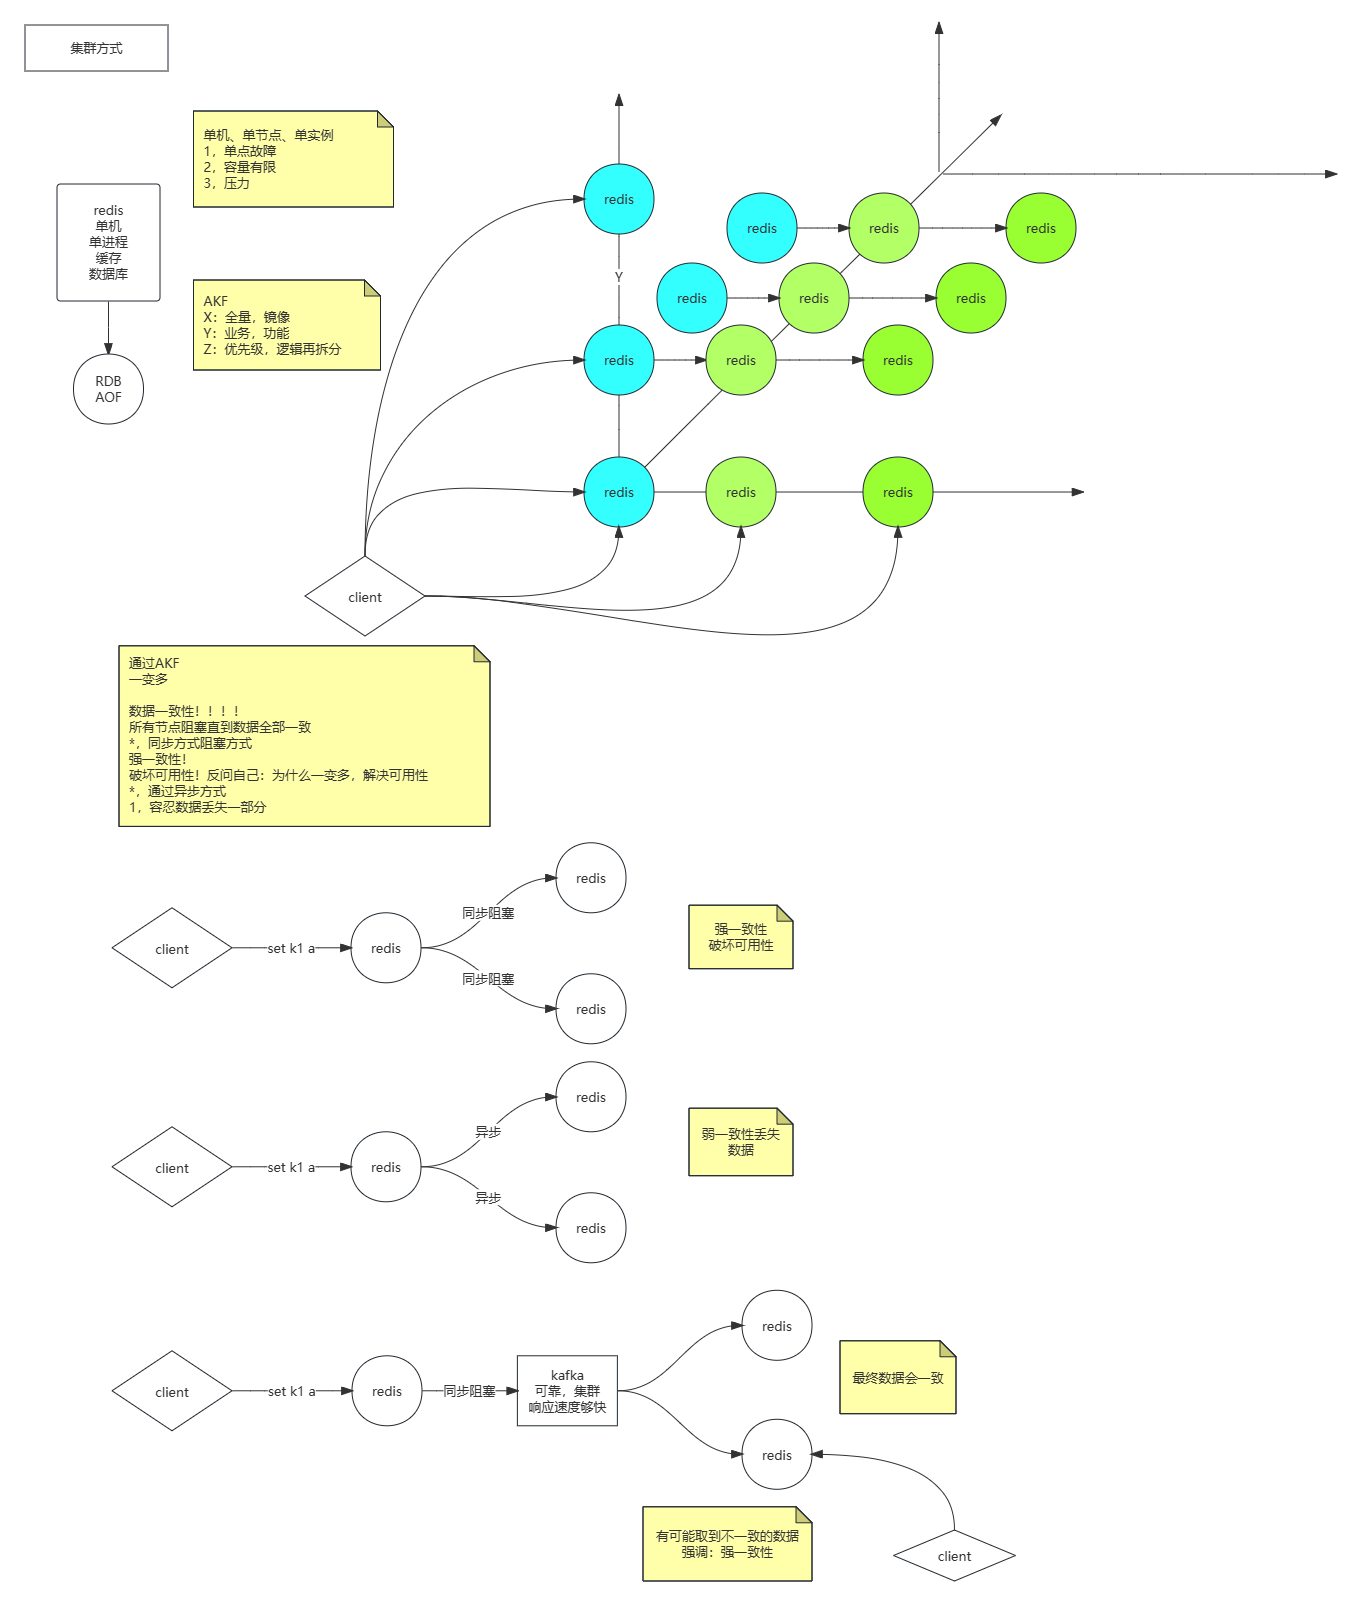 集群方式
单机、单节点、单实例
1，单点故障
2，容量有限
3，压力
redis
单机
单进程
缓存
数据库
RDB
AOF
AKF
X：全量，镜像
Y：业务，功能
Z：优先级，逻辑再拆分
redis
Y
redis
redis
redis
redis
redis
redis
redis
redis
redis
redis
redis
redis
redis
client
通过AKF
一变多
数据一致性！！！！
所有节点阻塞直到数据全部一致
*，同步方式阻塞方式
强一致性！
破坏可用性！反问自己：为什么一变多，解决可用性
*，通过异步方式
1，容忍数据丢失一部分
client
set k1 a
redis
同步阻塞
同步阻塞
redis
redis
强一致性
破坏可用性
client
set k1 a
redis
异步
异步
redis
redis
弱一致性丢失
数据
client
set k1 a
redis
同步阻塞
kafka
可靠，集群
响应速度够快
redis
redis
最终数据会一致
有可能取到不一致的数据
强调：强一致性
client